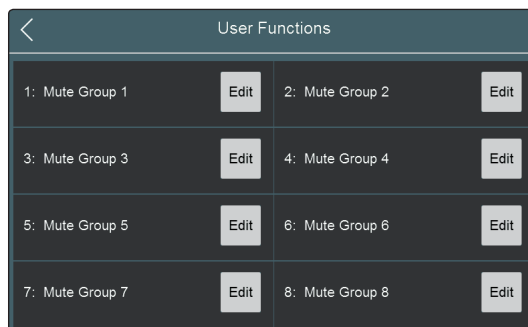 User Functions
1: Mute Group 1 Edit 2: Mute Group 2 Edit
3: Mute Group 3 Edit 4: Mute Group 4 Edit
5: Mute Group 5 Edit 6: Mute Group 6 Edit
7: Mute Group 7 Edit 8: Mute Group 8 Edit